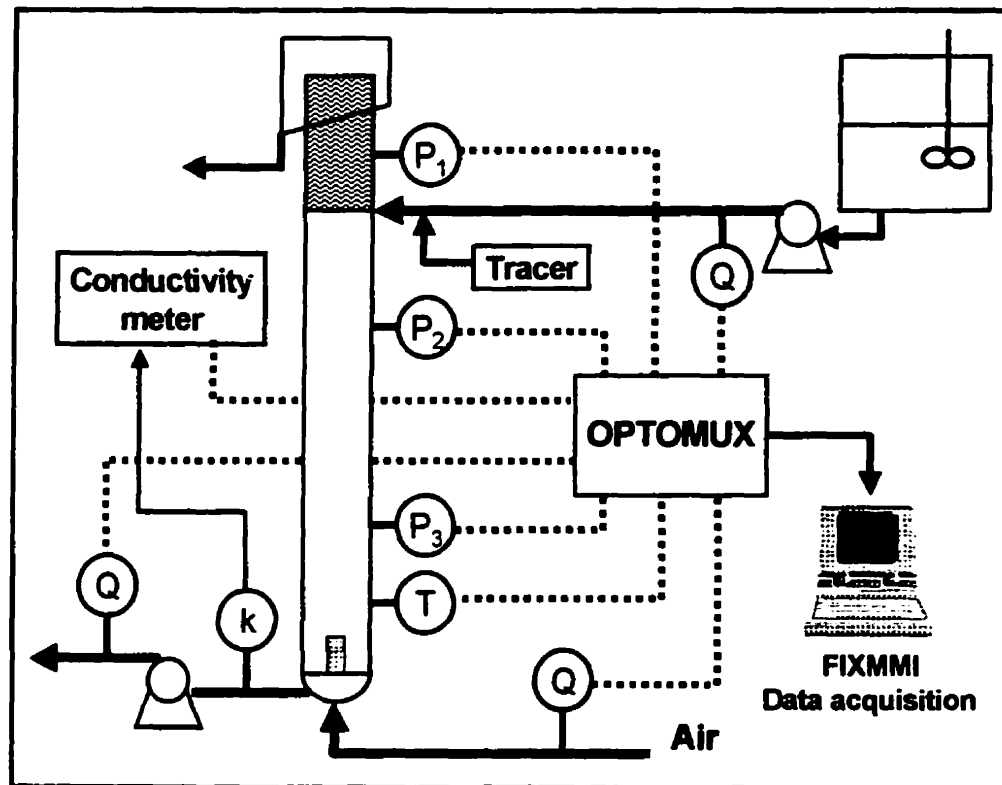 P1
Tracer
Q
Conductivity
meter
P2
OPTOMUX
P3
Q
k
T
Q
Air
FIXMMI
Data acquisition